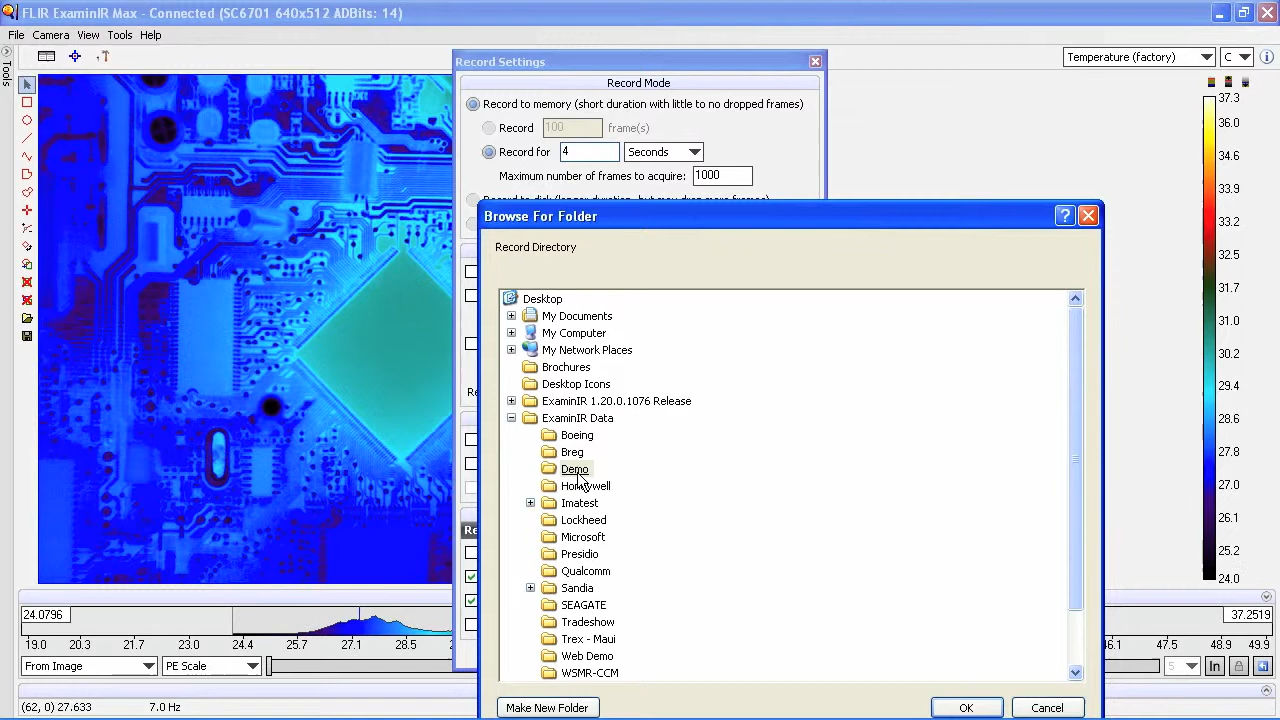 FLIR ExaminIR Max - Connected (SC6701 640x512 ADBits: 14)
File Camera View Tools Help
Tools
Temperature (factory)
C
Record Settings
Record Mode
Record to memory (short duration with little to no dropped frames)
Record 100 frame(s)
Record for 4 Seconds
Maximum number of frames to acquire: 1000
Browse For Folder
Record Directory
Desktop
My Documents
My Computer
My Network Places
Brochures
Desktop Icons
ExaminIR 1.20.0.1076 Release
ExaminIR Data
Boeing
Breg
Demo
Honeywell
Imatest
Lockheed
Microsoft
Presidio
Qualcomm
Sandia
SEAGATE
Tradeshow
Trex - Maui
Web Demo
WSMR-CCM
Make New Folder
OK
Cancel
37.3
36.0
34.6
33.9
33.2
32.5
31.7
30.2
29.4
28.6
27.8
27.0
26.1
25.2
24.0
24.0796
37.2519
19.0 20.3 21.7 23.0 24.4 25.7 27.1 28.4 29.8
47.5 48.9 49.9
From Image
PE Scale
5
In
(62, 0) 27.633
7.0 Hz